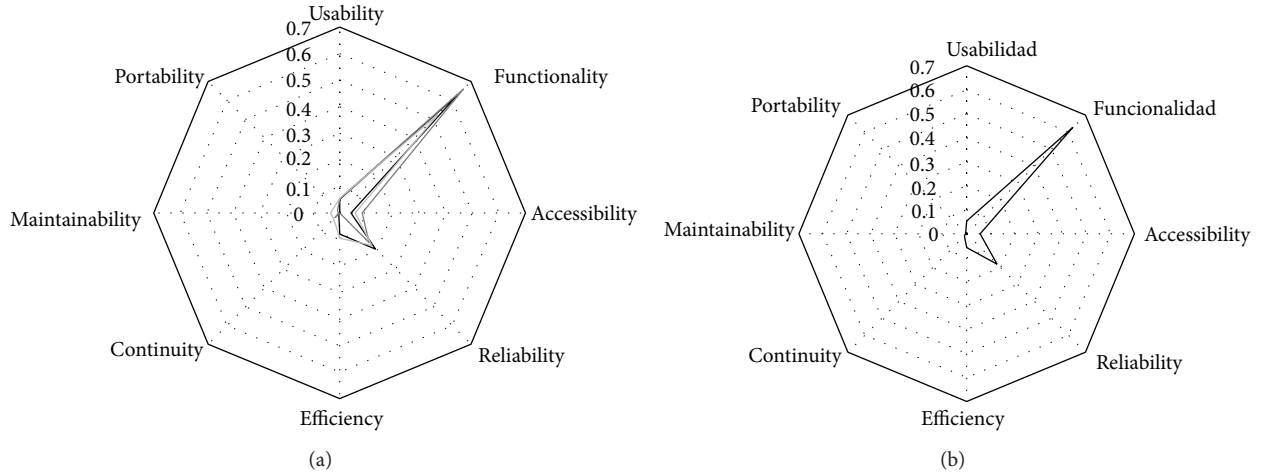 Usability
0.7
0.6
0.5
0.4
0.3
0.2
0.1
0
Functionality
Accessibility
Reliability
Efficiency
Continuity
Maintainability
Portability
(a)
Usabilidad
0.7
0.6
0.5
0.4
0.3
0.2
0.1
0
Funcionalidad
Accessibility
Reliability
Efficiency
Continuity
Maintainability
Portability
(b)